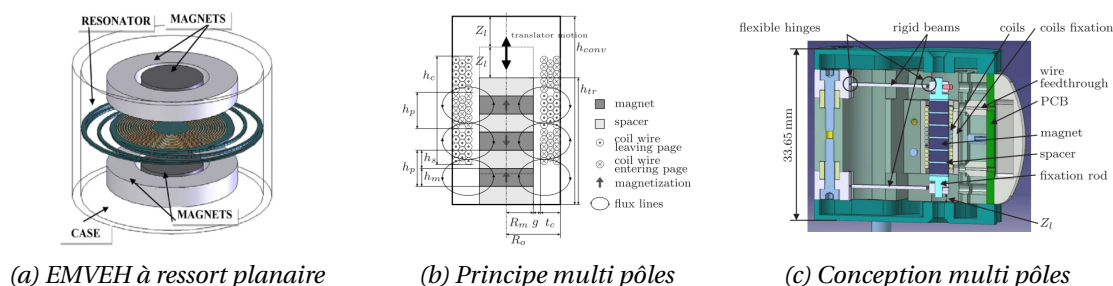 RESONATOR
MAGNETS
MAGNETS
CASE
(a) EMVEH à ressort planaire
Z_l
translator motion
Z_l
h_conv
h_c
h_tr
h_p
h_p
h_s
h_m
R_m g t_c
R_o
magnet
spacer
coil wire
leaving page
coil wire
entering page
magnetization
flux lines
(b) Principe multi pôles
flexible hinges
rigid beams
coils
coils fixation
wire
feedthrough
PCB
magnet
spacer
fixation rod
Z_l
33.65 mm
(c) Conception multi pôles